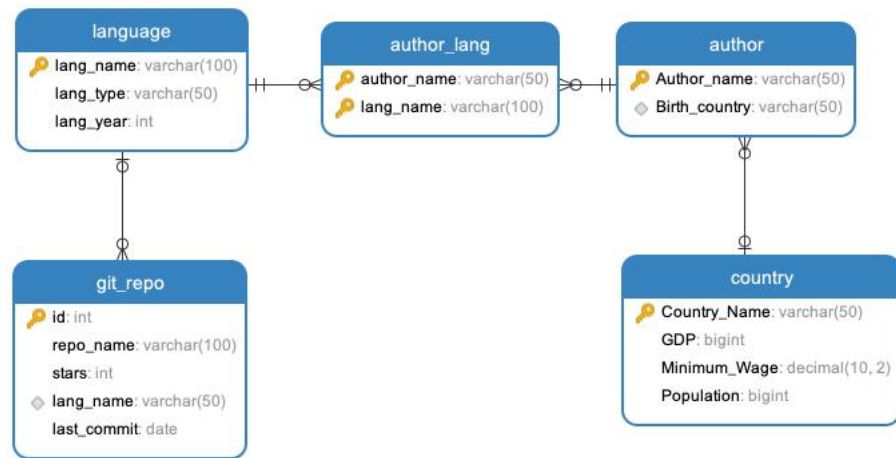 language
lang_name: varchar(100)
lang_type: varchar(50)
lang_year: int
author_lang
author_name: varchar(50)
lang_name: varchar(100)
author
Author_name: varchar(50)
Birth_country: varchar(50)
git_repo
id: int
repo_name: varchar(100)
stars: int
lang_name: varchar(50)
last_commit: date
country
Country_Name: varchar(50)
GDP: bigint
Minimum_Wage: decimal(10, 2)
Population: bigint